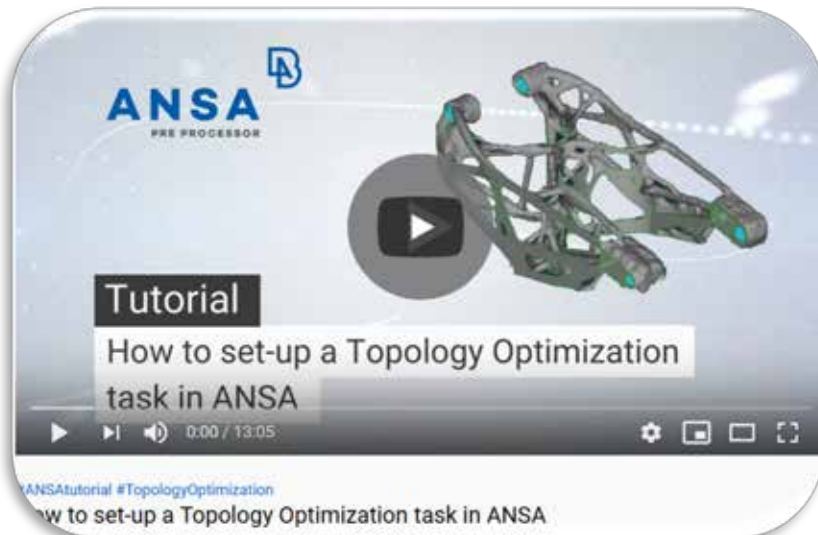 ANSA
PRE PROCESSOR
Tutorial
How to set-up a Topology Optimization
task in ANSA
0:00 / 13:05
ANSAtutorial #TopologyOptimization
ow to set-up a Topology Optimization task in ANSA